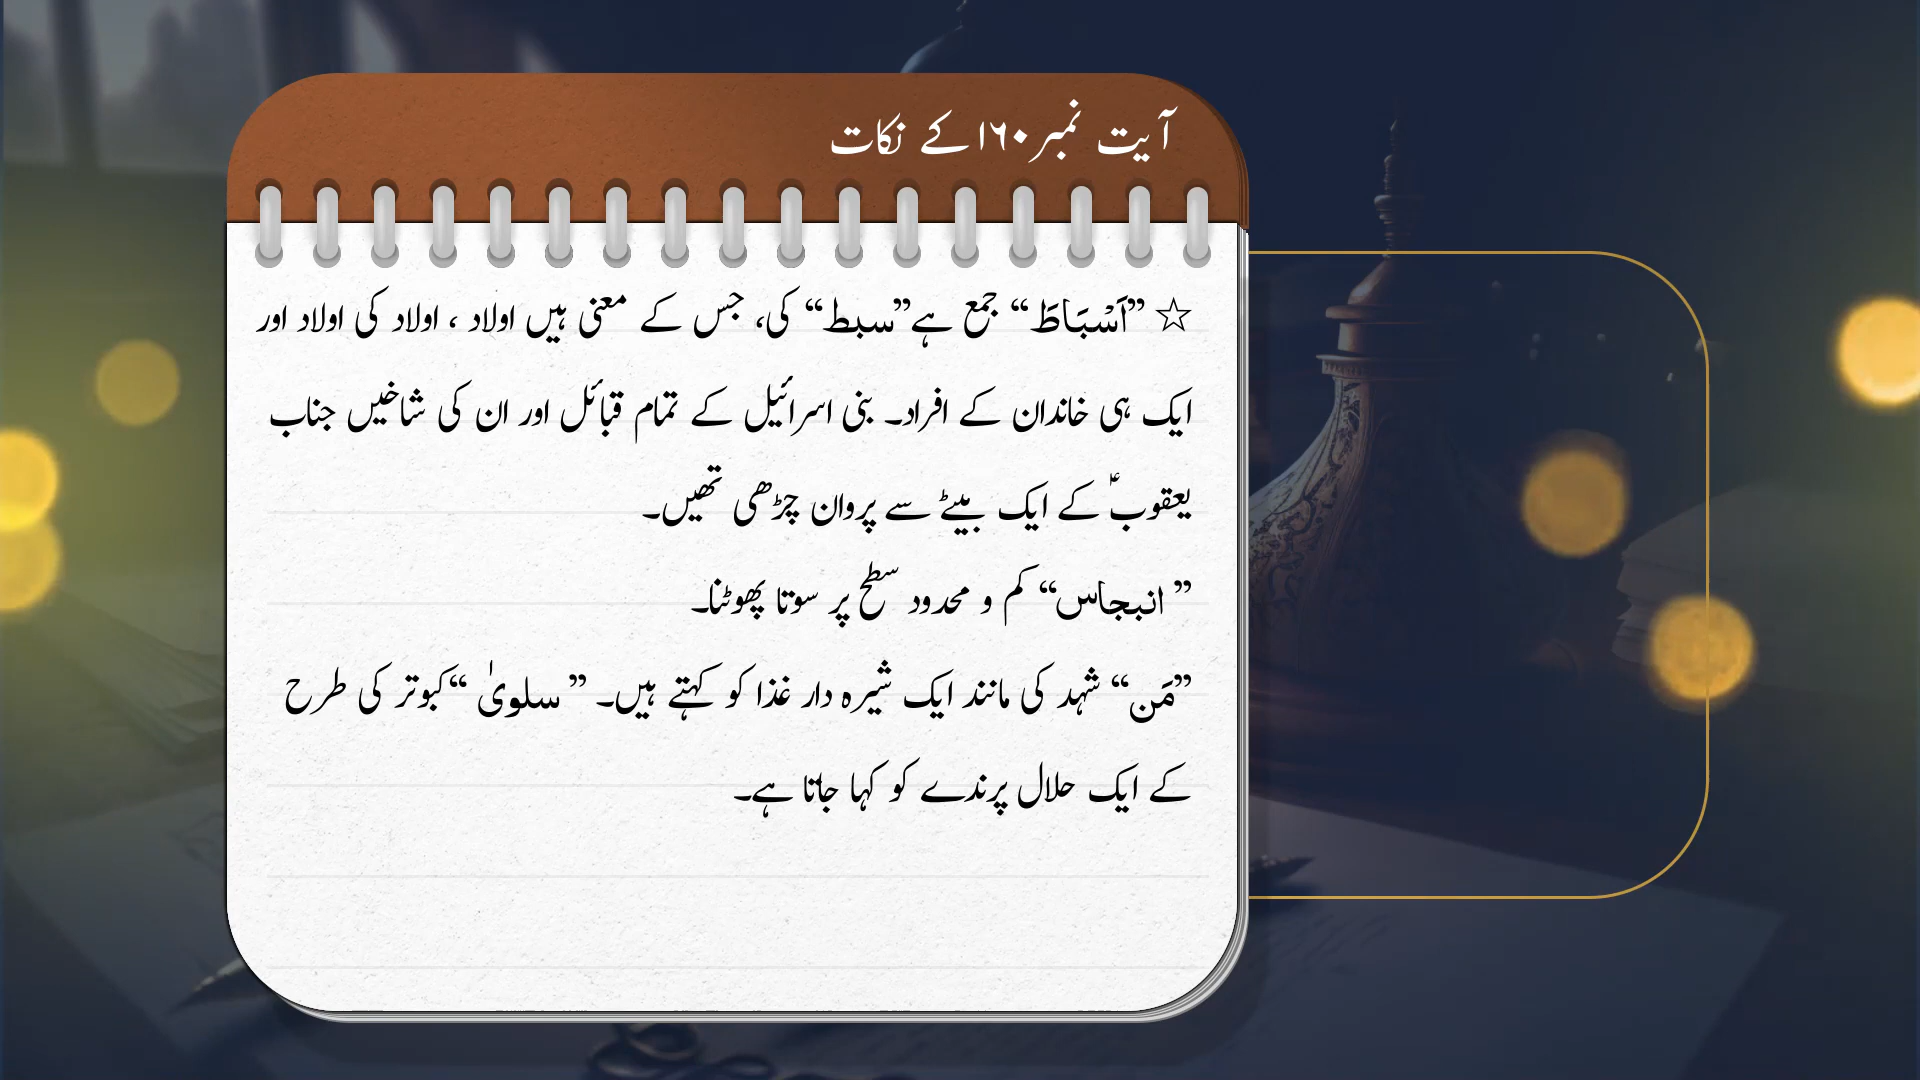 آیت نمبر۱۶۰کے نکات
☆ ”اَسْبَاطَ“ جمع ہے”سبط“ کی، جس کے معنی ہیں اولاد ، اولاد کی اولاد اور
ایک ہی خاندان کے افراد۔ بنی اسرائیل کے تمام قبائل اور ان کی شاخیں جناب
یعقوبؑ کے ایک بیٹے سے پروان چڑھی تھیں۔
” انبجاس“ کم و محدود سطح پر سوتا پھوٹنا۔
”مَن“ شہد کی مانند ایک شیرہ دار غذا کو کہتے ہیں۔ ” سلویٰ “کبوتر کی طرح
کے ایک حلال پرندے کو کہا جاتا ہے۔